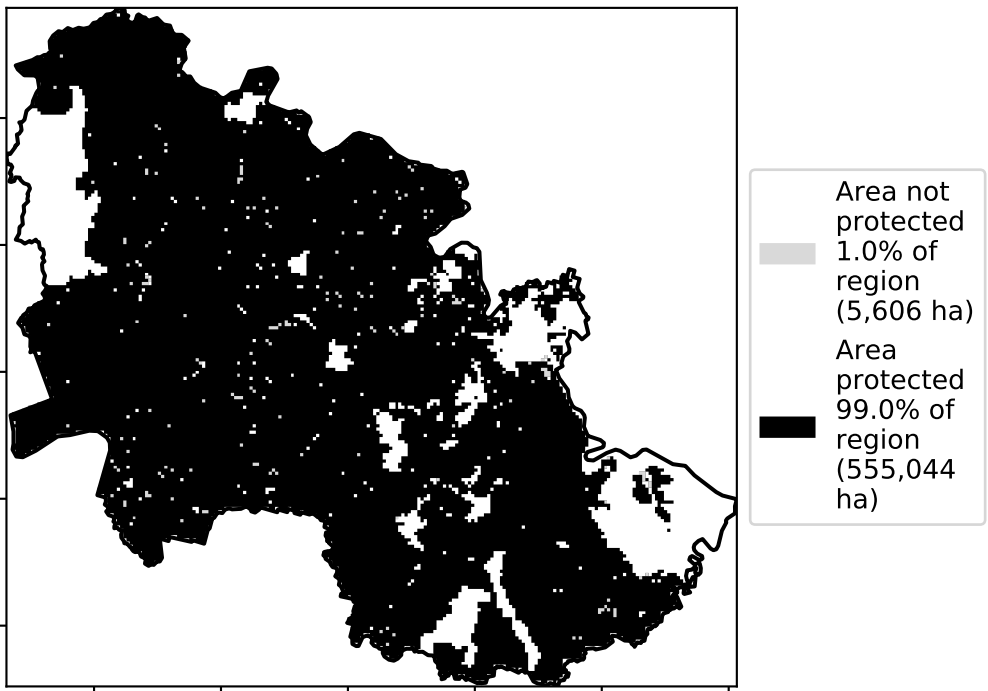 Area not
protected
1.0% of
region
(5,606 ha)
Area
protected
99.0% of
region
(555,044
ha)